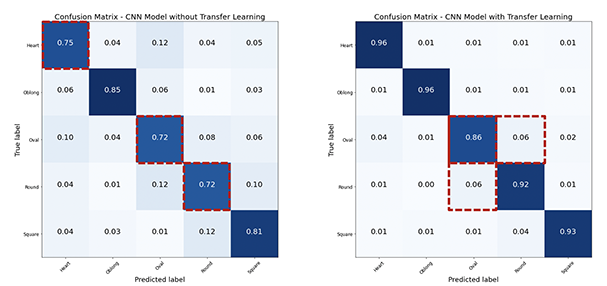 Confusion Matrix - CNN Model without Transfer Learning
True label
Heart 0.75 0.04 0.12 0.04 0.05
Oblong 0.06 0.85 0.06 0.01 0.03
Oval 0.10 0.04 0.72 0.08 0.06
Round 0.04 0.01 0.12 0.72 0.10
Square 0.04 0.03 0.01 0.12 0.81
Heart Oblong Oval Round Square
Predicted label
Confusion Matrix - CNN Model with Transfer Learning
True label
Heart 0.96 0.01 0.01 0.01 0.01
Oblong 0.01 0.96 0.01 0.01 0.01
Oval 0.04 0.01 0.86 0.06 0.02
Round 0.01 0.00 0.06 0.92 0.01
Square 0.01 0.01 0.01 0.04 0.93
Heart Oblong Oval Round Square
Predicted label